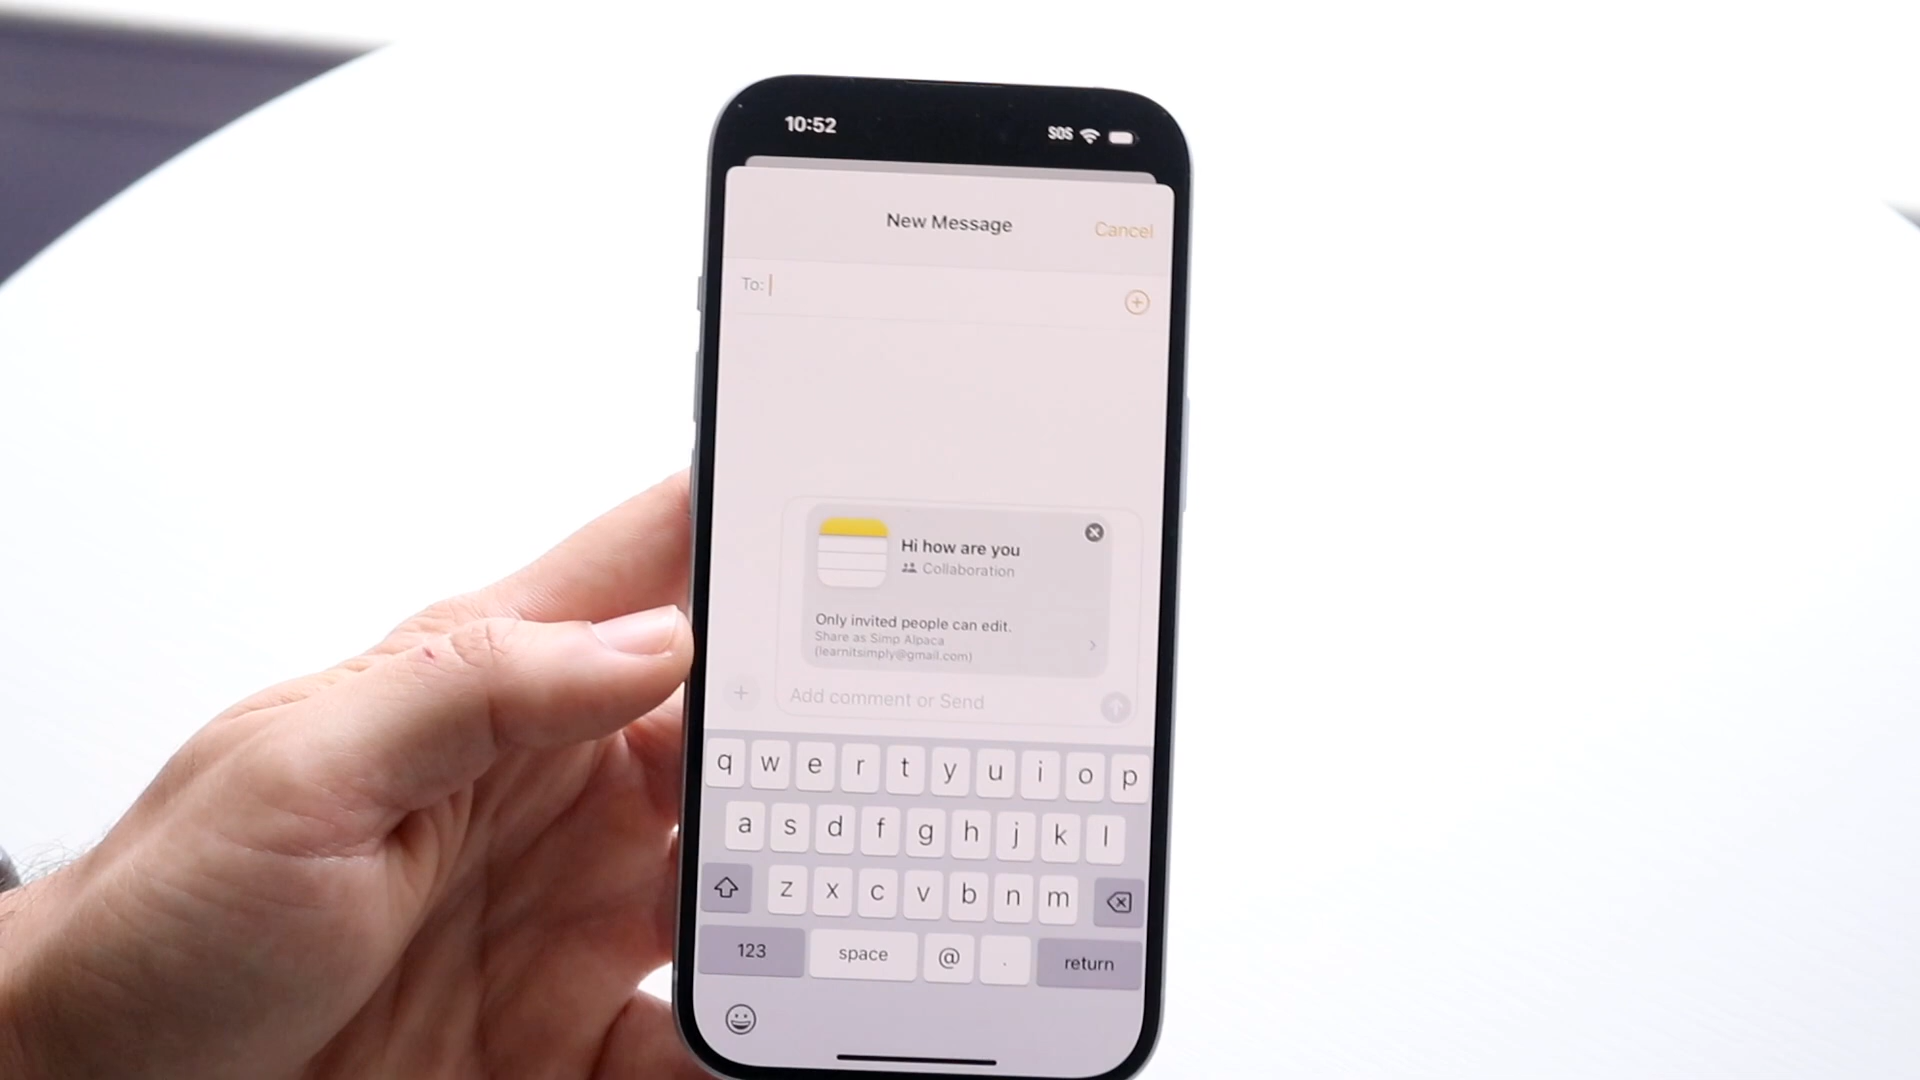 10:52
SOS
New Message
Cancel
To:
Hi how are you
Collaboration
Only invited people can edit.
Share as Simp Alpaca
(learnitsimply@gmail.com)
Add comment or Send
q w e r t y u i o p
a s d f g h j k l
z x c v b n m
123 space @ . return